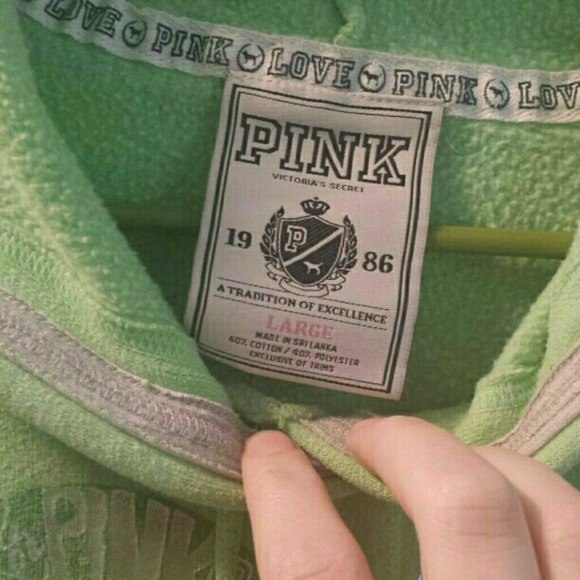 LOVE PINK LOVE PINK LOV
PINK
VICTORIA'S SECRET
P
19 86
A TRADITION OF EXCELLENCE
LARGE
MADE IN SRI LANKA
60% COTTON / 40% POLYESTER
EXCLUSIVE OF TRIMS
PINK